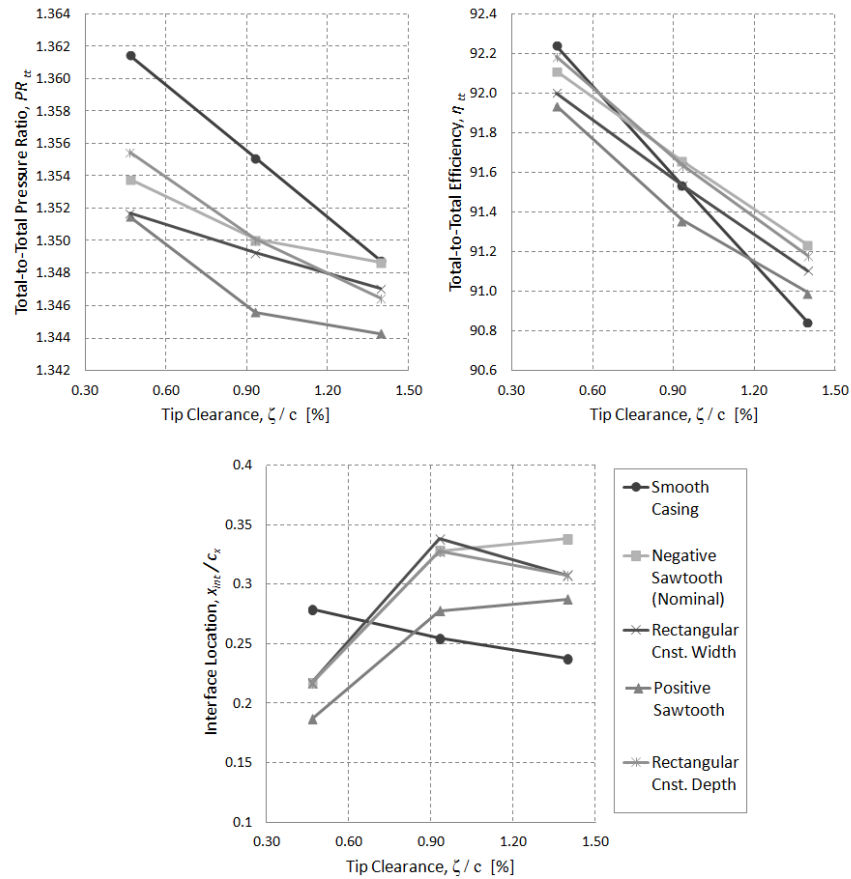 Total-to-Total Pressure Ratio, PR tt
1.364
1.362
1.360
1.358
1.356
1.354
1.352
1.350
1.348
1.346
1.344
1.342
0.30 0.60 0.90 1.20 1.50
Tip Clearance, ζ / c [%]
Total-to-Total Efficiency, η tt
92.4
92.2
92.0
91.8
91.6
91.4
91.2
91.0
90.8
90.6
0.30 0.60 0.90 1.20 1.50
Tip Clearance, ζ / c [%]
Interface Location, x int / c x
0.4
0.35
0.3
0.25
0.2
0.15
0.1
0.30 0.60 0.90 1.20 1.50
Tip Clearance, ζ / c [%]
Smooth
Casing
Negative
Sawtooth
(Nominal)
Rectangular
Cnst. Width
Positive
Sawtooth
Rectangular
Cnst. Depth